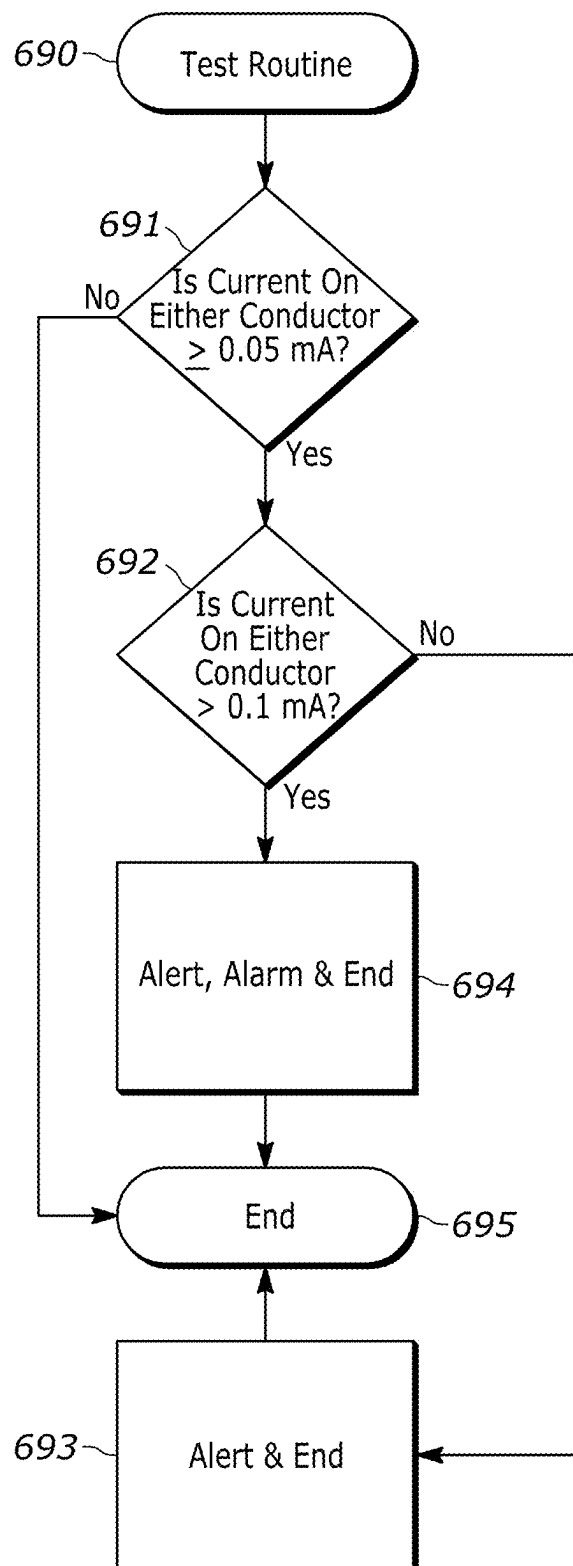 690
Test Routine
691
No
Is Current On
Either Conductor
≥ 0.05 mA?
Yes
692
Is Current
On Either
Conductor
> 0.1 mA?
No
Yes
Alert, Alarm & End
694
End
695
693
Alert & End